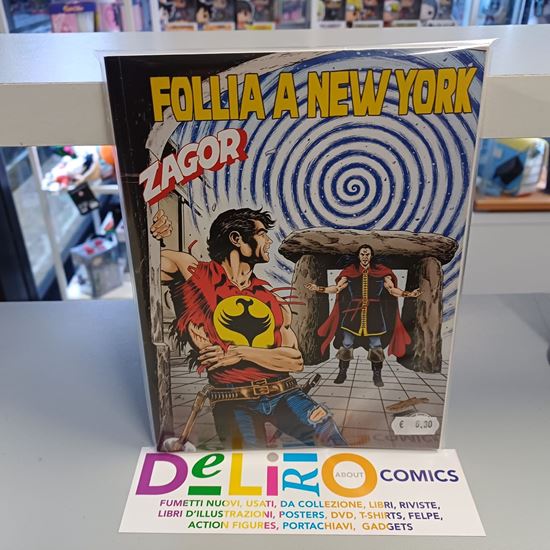 FOLLIA A NEW YORK
ZAGOR
€ 6,90
DeLiRiO ABOUT COMICS
FUMETTI NUOVI, USATI, DA COLLEZIONE, LIBRI, RIVISTE,
LIBRI D'ILLUSTRAZIONI, POSTERS, DVD, T-SHIRTS, FELPE,
ACTION FIGURES, PORTACHIAVI, GADGETS